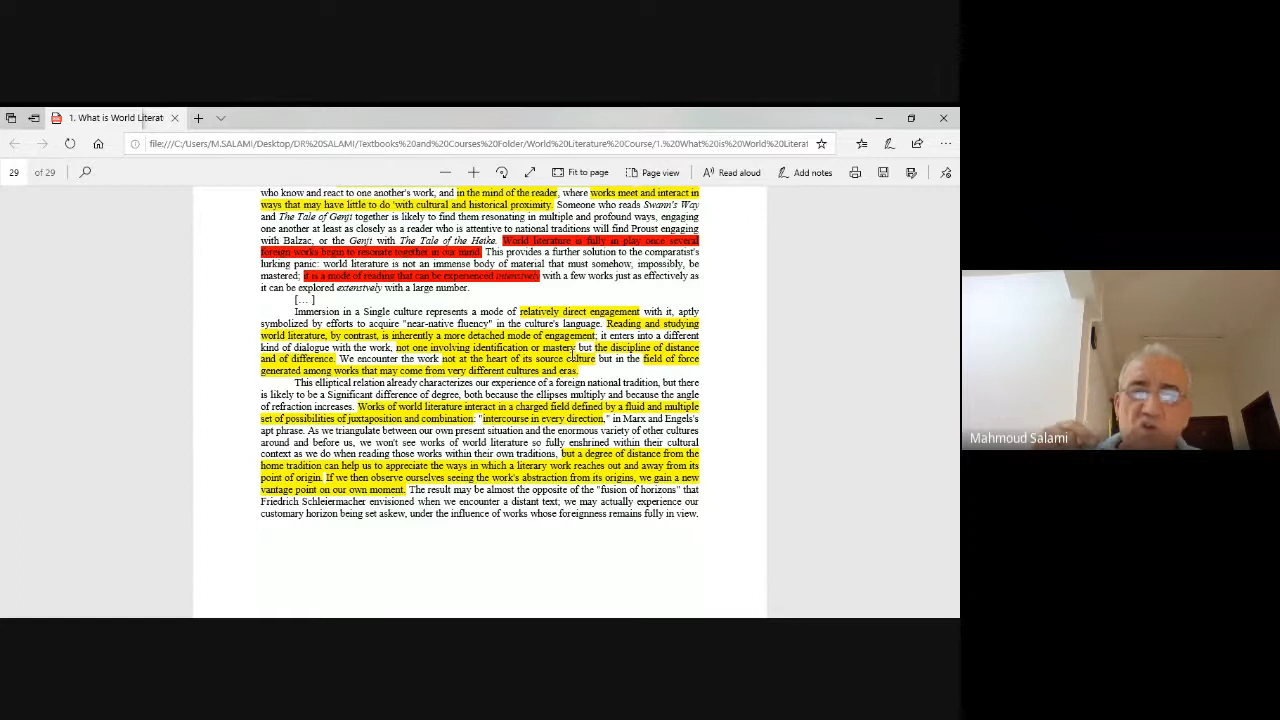 1. What is World Literat
file:///C:/Users/M.SALAMI/Desktop/DR%20SALAMI/Textbooks%20and%20Courses%20Folder/World%20Literature%20Course/1.%20What%20is%20World%20Literat
29 of 29
Fit to page
Page view
Read aloud
Add notes
who know and react to one another's work, and in the mind of the reader, where works meet and interact in
ways that may have little to do 'with cultural and historical proximity. Someone who reads Swann's Way
and The Tale of Genji together is likely to find them resonating in multiple and profound ways, engaging
one another at least as closely as a reader who is attentive to national traditions will find Proust engaging
with Balzac, or the Genji with The Tale of the Heike. World literature is fully in play once several
foreign works begin to resonate together in our mind. This provides a further solution to the comparatist's
lurking panic: world literature is not an immense body of material that must somehow, impossibly, be
mastered; it is a mode of reading that can be experienced intensively with a few works just as effectively as
it can be explored extensively with a large number.
[… ]
Immersion in a Single culture represents a mode of relatively direct engagement with it, aptly
symbolized by efforts to acquire "near-native fluency" in the culture's language. Reading and studying
world literature, by contrast, is inherently a more detached mode of engagement; it enters into a different
kind of dialogue with the work, not one involving identification or mastery but the discipline of distance
and of difference. We encounter the work not at the heart of its source culture but in the field of force
generated among works that may come from very different cultures and eras.
This elliptical relation already characterizes our experience of a foreign national tradition, but there
is likely to be a Significant difference of degree, both because the ellipses multiply and because the angle
of refraction increases. Works of world literature interact in a charged field defined by a fluid and multiple
set of possibilities of juxtaposition and combination: "intercourse in every direction," in Marx and Engels's
apt phrase. As we triangulate between our own present situation and the enormous variety of other cultures
around and before us, we won't see works of world literature so fully enshrined within their cultural
context as we do when reading those works within their own traditions, but a degree of distance from the
home tradition can help us to appreciate the ways in which a literary work reaches out and away from its
point of origin. If we then observe ourselves seeing the work's abstraction from its origins, we gain a new
vantage point on our own moment. The result may be almost the opposite of the "fusion of horizons" that
Friedrich Schleiermacher envisioned when we encounter a distant text; we may actually experience our
customary horizon being set askew, under the influence of works whose foreignness remains fully in view.
Mahmoud Salami